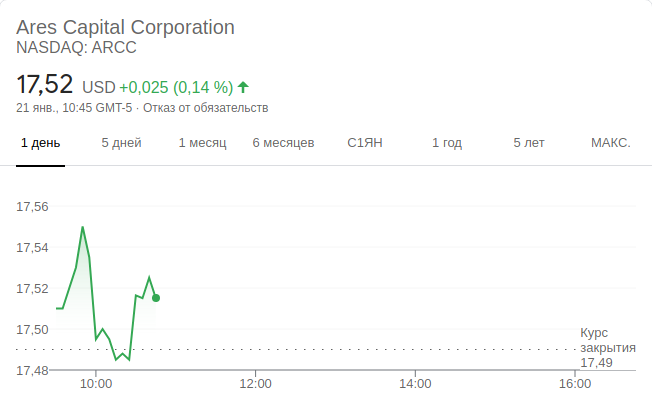 Ares Capital Corporation
NASDAQ: ARCC
17,52 USD +0,025 (0,14 %)
21 янв., 10:45 GMT-5 · Отказ от обязательств
1 день 5 дней 1 месяц 6 месяцев С1ЯН 1 год 5 лет МАКС.
17,56
17,54
17,52
17,50
Курс
закрытия
17,49
17,48
10:00 12:00 14:00 16:00